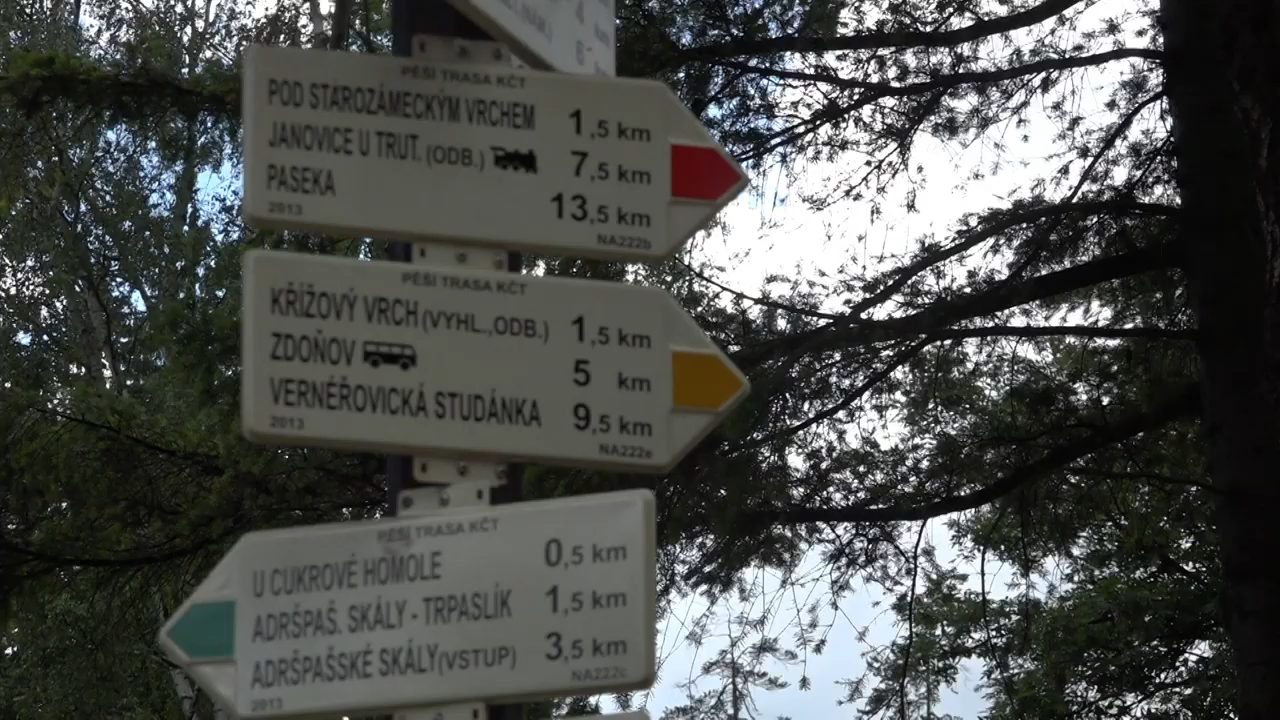 4
6
PĚŠÍ TRASA KČT
POD STAROZÁMECKÝM VRCHEM 1,5 km
JANOVICE U TRUT. (ODB.) 7,5 km
PASEKA 13,5 km
2013 NA222b
PĚŠÍ TRASA KČT
KŘÍŽOVÝ VRCH (VYHL.,ODB.) 1,5 km
ZDOŇOV 5 km
VERNÉŘOVICKÁ STUDÁNKA 9,5 km
2013 NA222e
PĚŠÍ TRASA KČT
U CUKROVÉ HOMOLE 0,5 km
ADRŠPAŠ. SKÁLY - TRPASLÍK 1,5 km
ADRŠPAŠSKÉ SKÁLY(VSTUP) 3,5 km
2013 NA222c